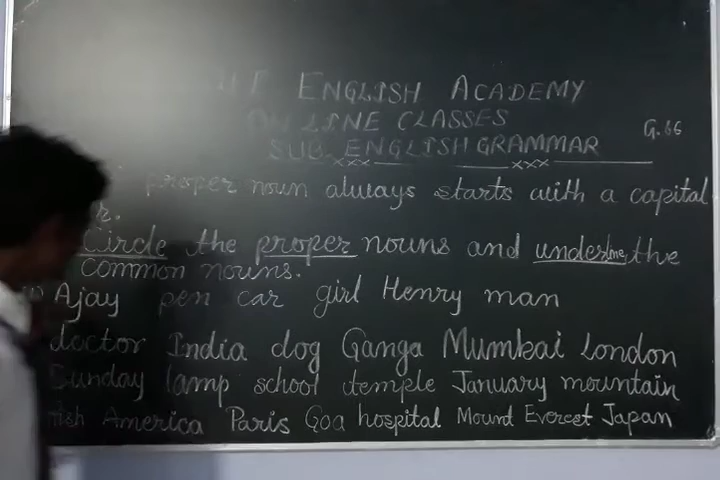 English Academy
LINE CLASSES
G.66
SUB. ENGLISH GRAMMAR
proper noun always starts with a capital
Circle the proper nouns and underline the
common nouns.
Ajay pen car girl Henry man
doctor India dog Ganga Mumbai London
Sunday lamp school temple January mountain
America Paris Goa hospital Mount Everest Japan